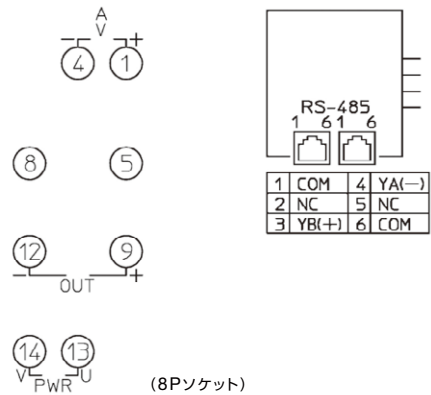 A
V
− +
4 1
8 5
12 9
− OUT +
14 13
V PWR U
(8Pソケット)
RS-485
1 6 1 6
1 COM 4 YA(−)
2 NC 5 NC
3 YB(+) 6 COM